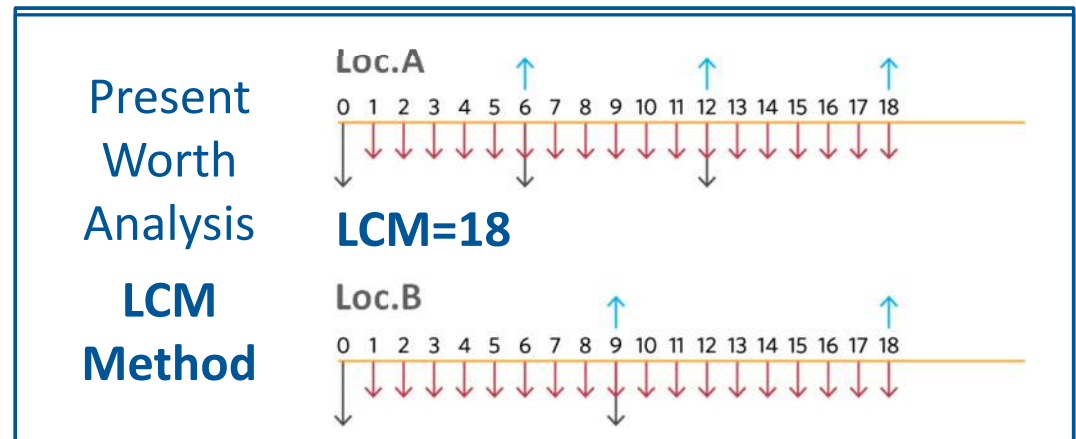 Present
Worth
Analysis
LCM
Method
Loc.A
0 1 2 3 4 5 6 7 8 9 10 11 12 13 14 15 16 17 18
LCM=18
Loc.B
0 1 2 3 4 5 6 7 8 9 10 11 12 13 14 15 16 17 18